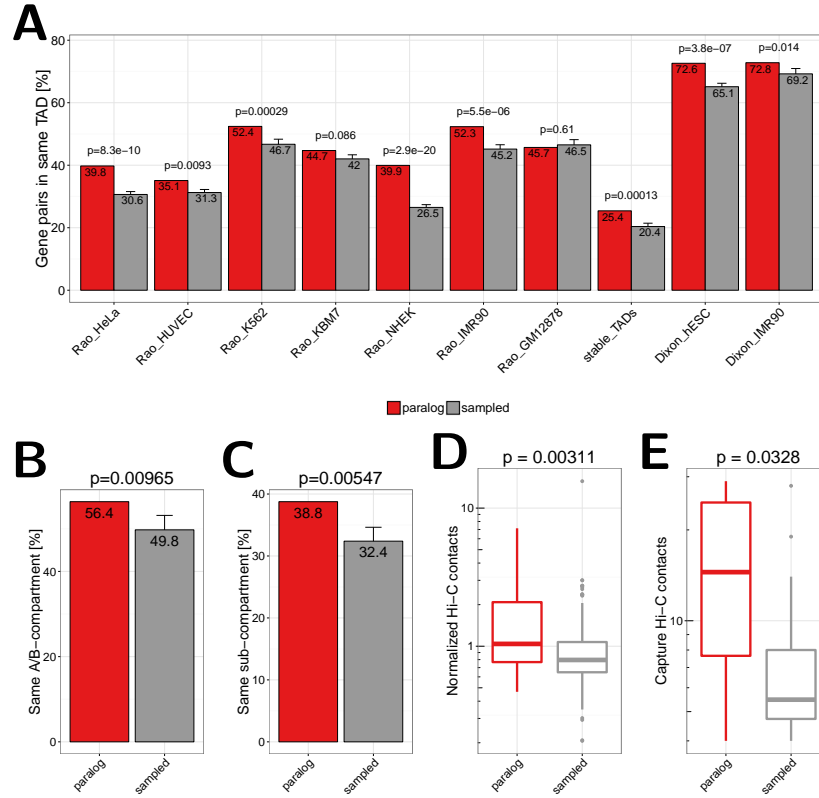 A
Gene pairs in same TAD [%]
80
60
40
20
0
p=8.3e−10
p=0.0093
p=0.00029
p=0.086
p=2.9e−20
p=5.5e−06
p=0.61
p=0.00013
p=3.8e−07
p=0.014
39.8
30.6
35.1
31.3
52.4
46.7
44.7
42
39.9
26.5
52.3
45.2
45.7
46.5
25.4
20.4
72.6
65.1
72.8
69.2
Rao_HeLa
Rao_HUVEC
Rao_K562
Rao_KBM7
Rao_NHEK
Rao_IMR90
Rao_GM12878
stable_TADs
Dixon_hESC
Dixon_IMR90
paralog
sampled
B
p=0.00965
Same A/B−compartment [%]
40
20
0
56.4
49.8
paralog
sampled
C
p=0.00547
Same sub−compartment [%]
40
30
20
10
0
38.8
32.4
paralog
sampled
D
p = 0.00311
Normalized Hi−C contacts
10
1
paralog
sampled
E
p = 0.0328
Capture Hi−C contacts
10
paralog
sampled